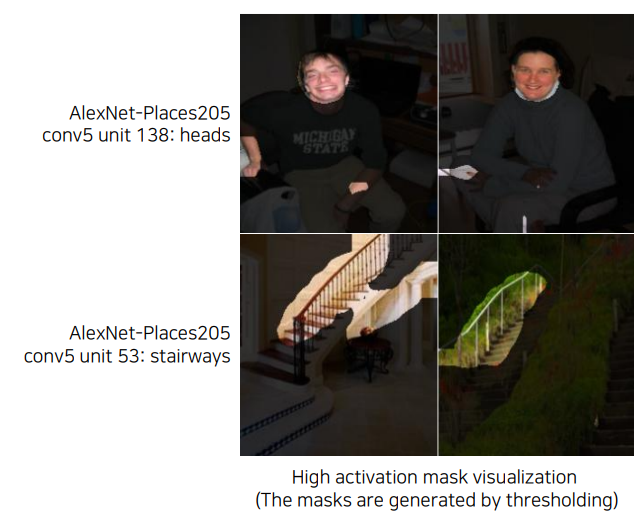 AlexNet-Places205
conv5 unit 138: heads
MICHIGAN
STATE
AlexNet-Places205
conv5 unit 53: stairways
High activation mask visualization
(The masks are generated by thresholding)